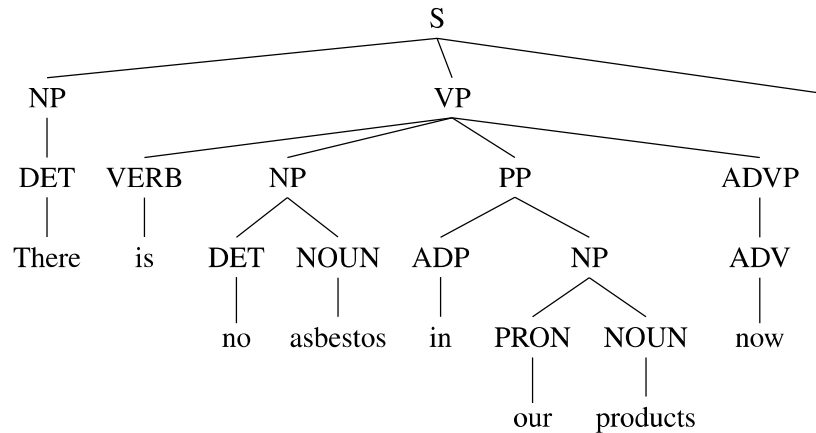 S
NP VP
DET VERB NP PP ADVP
There is DET NOUN ADP NP ADV
no asbestos in PRON NOUN now
our products